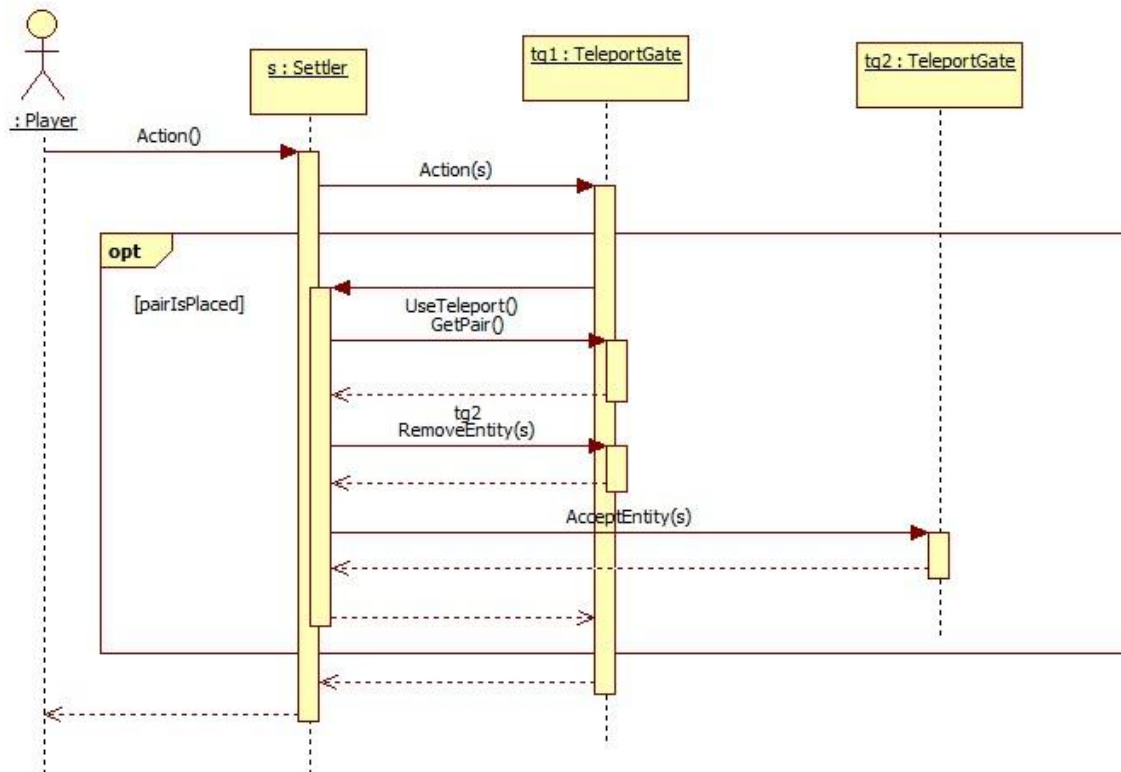 : Player
s : Settler
tg1 : TeleportGate
tg2 : TeleportGate
Action()
Action(s)
opt
[pairIsPlaced]
UseTeleport()
GetPair()
tg2
RemoveEntity(s)
AcceptEntity(s)